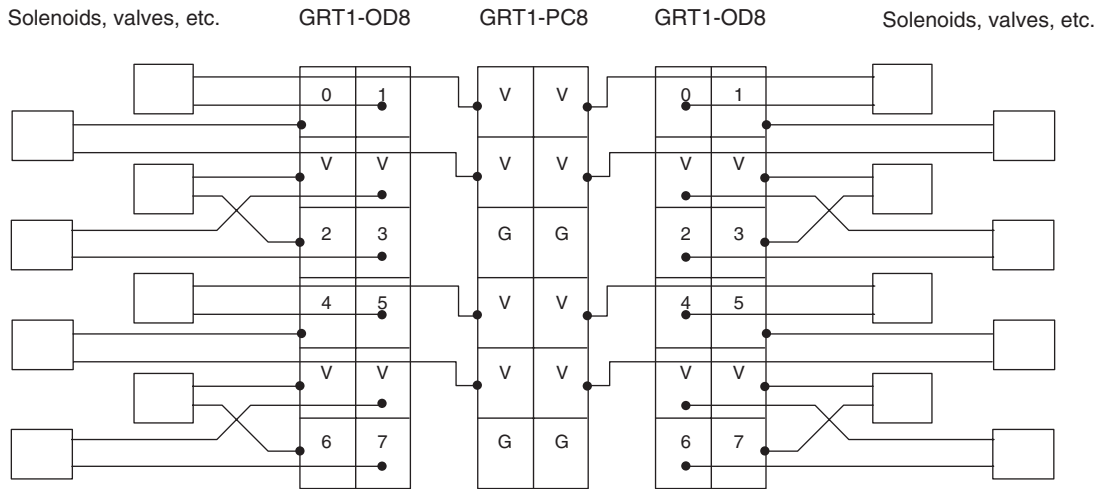 Solenoids, valves, etc. GRT1-OD8 GRT1-PC8 GRT1-OD8 Solenoids, valves, etc.
0 1 V V 0 1
V V V V V V
2 3 G G 2 3
4 5 V V 4 5
V V V V V V
6 7 G G 6 7